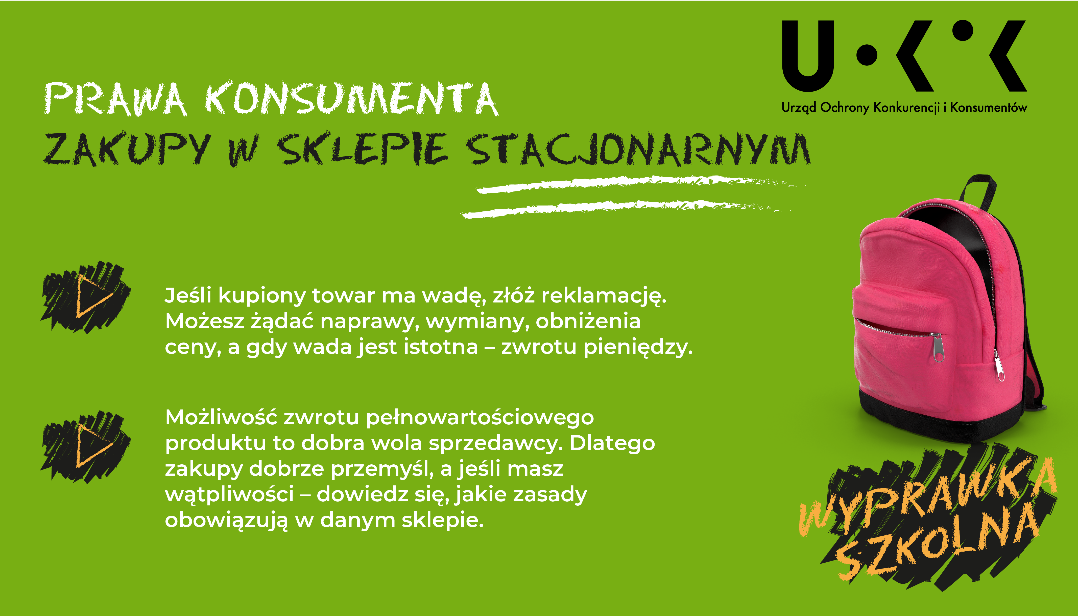 UOKiK
Urząd Ochrony Konkurencji i Konsumentów
PRAWA KONSUMENTA
ZAKUPY W SKLEPIE STACJONARNYM
Jeśli kupiony towar ma wadę, złóż reklamację.
Możesz żądać naprawy, wymiany, obniżenia
ceny, a gdy wada jest istotna – zwrotu pieniędzy.
Możliwość zwrotu pełnowartościowego
produktu to dobra wola sprzedawcy. Dlatego
zakupy dobrze przemyśl, a jeśli masz
wątpliwości – dowiedz się, jakie zasady
obowiązują w danym sklepie.
WYPRAWKA
SZKOLNA